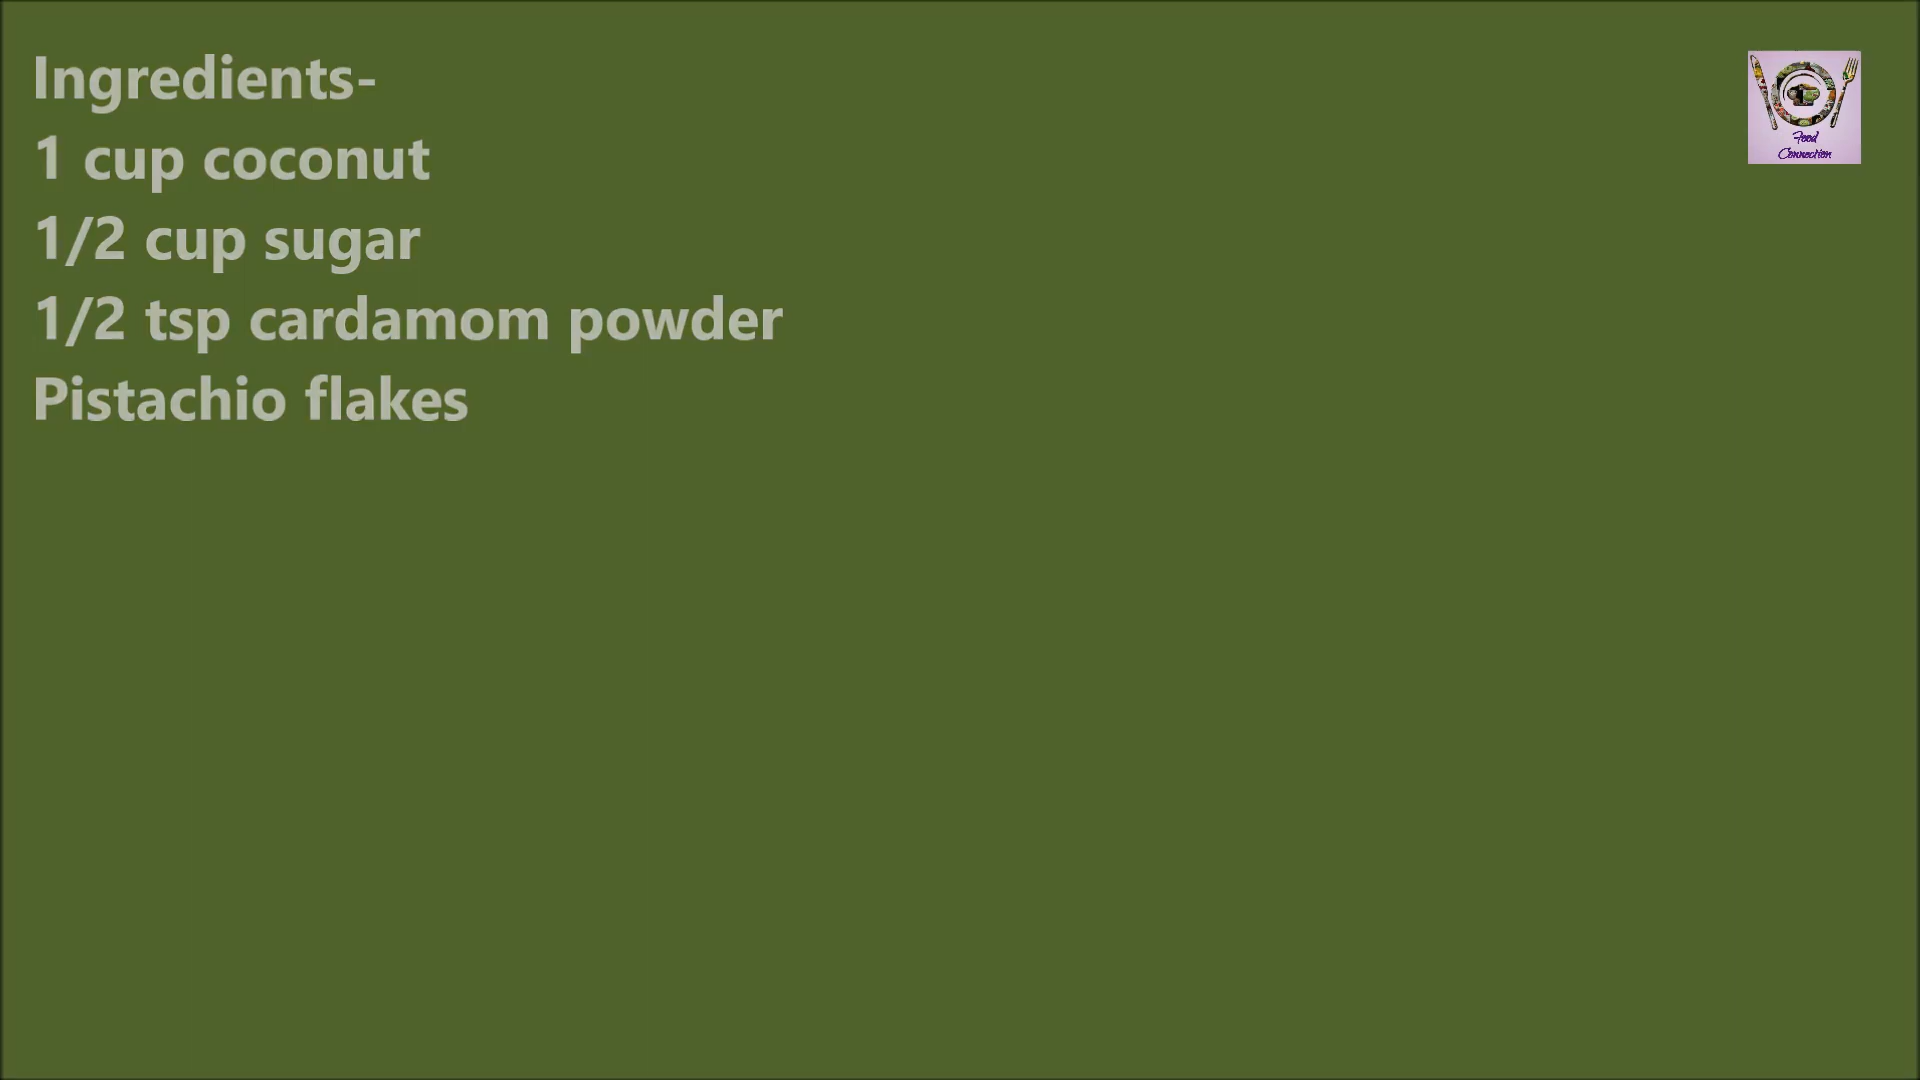 Ingredients-
1 cup coconut
1/2 cup sugar
1/2 tsp cardamom powder
Pistachio flakes
Food
Connection